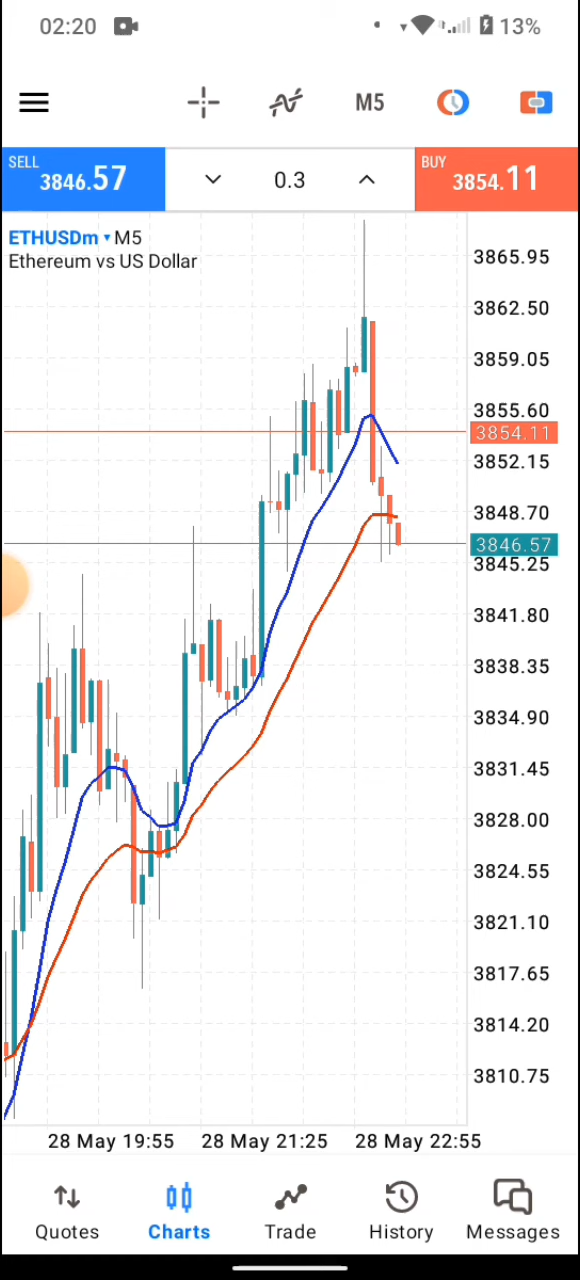 02:20
13%
M5
SELL
3846.57
0.3
BUY
3854.11
ETHUSDm M5
Ethereum vs US Dollar
3865.95
3862.50
3859.05
3855.60
3854.11
3852.15
3848.70
3846.57
3845.25
3841.80
3838.35
3834.90
3831.45
3828.00
3824.55
3821.10
3817.65
3814.20
3810.75
28 May 19:55
28 May 21:25
28 May 22:55
Quotes
Charts
Trade
History
Messages